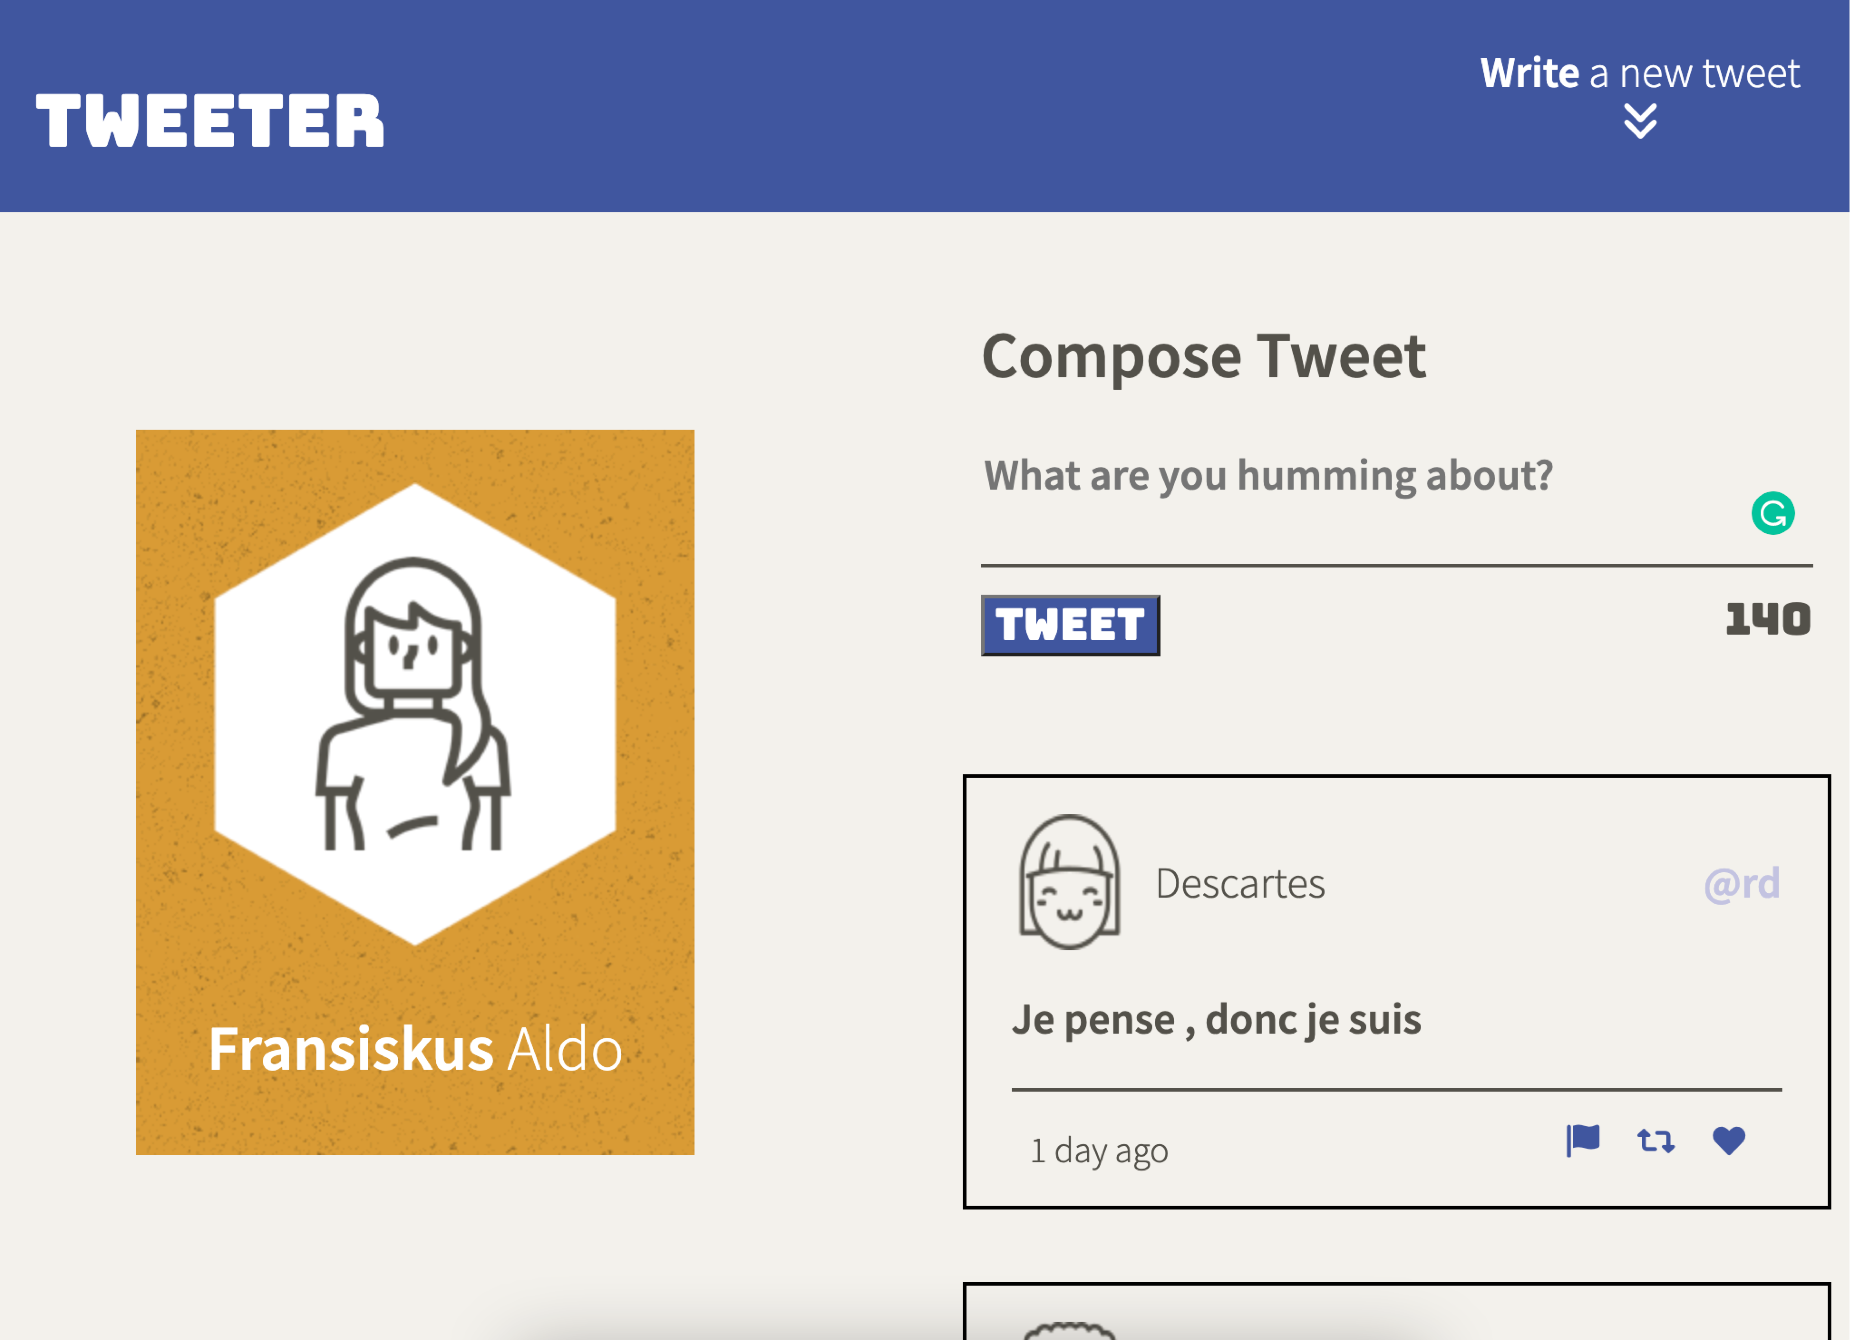 TWEETER
Write a new tweet
Compose Tweet
What are you humming about?
TWEET
140
Fransiskus Aldo
Descartes
@rd
Je pense , donc je suis
1 day ago